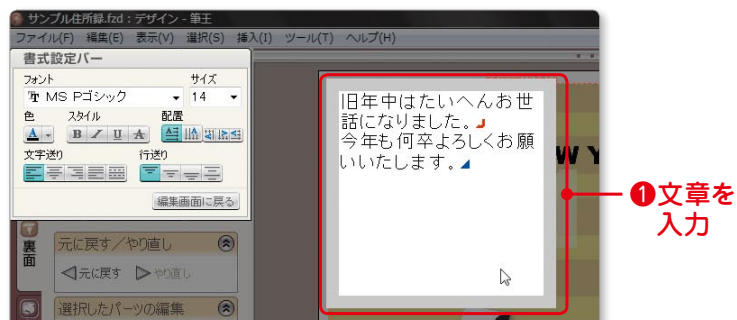 サンプル住所録.fzd：デザイン - 筆王
ファイル(F) 編集(E) 表示(V) 選択(S) 挿入(I) ツール(T) ヘルプ(H)
書式設定バー
フォント サイズ
MS Pゴシック 14
色 スタイル 配置
A B I U A
文字送り 行送り
編集画面に戻る
裏面
元に戻す／やり直し
元に戻す やり直し
選択したパーツの編集
旧年中はたいへんお世
話になりました。
今年も何卒よろしくお願
いいたします。
W Y
❶文章を
入力